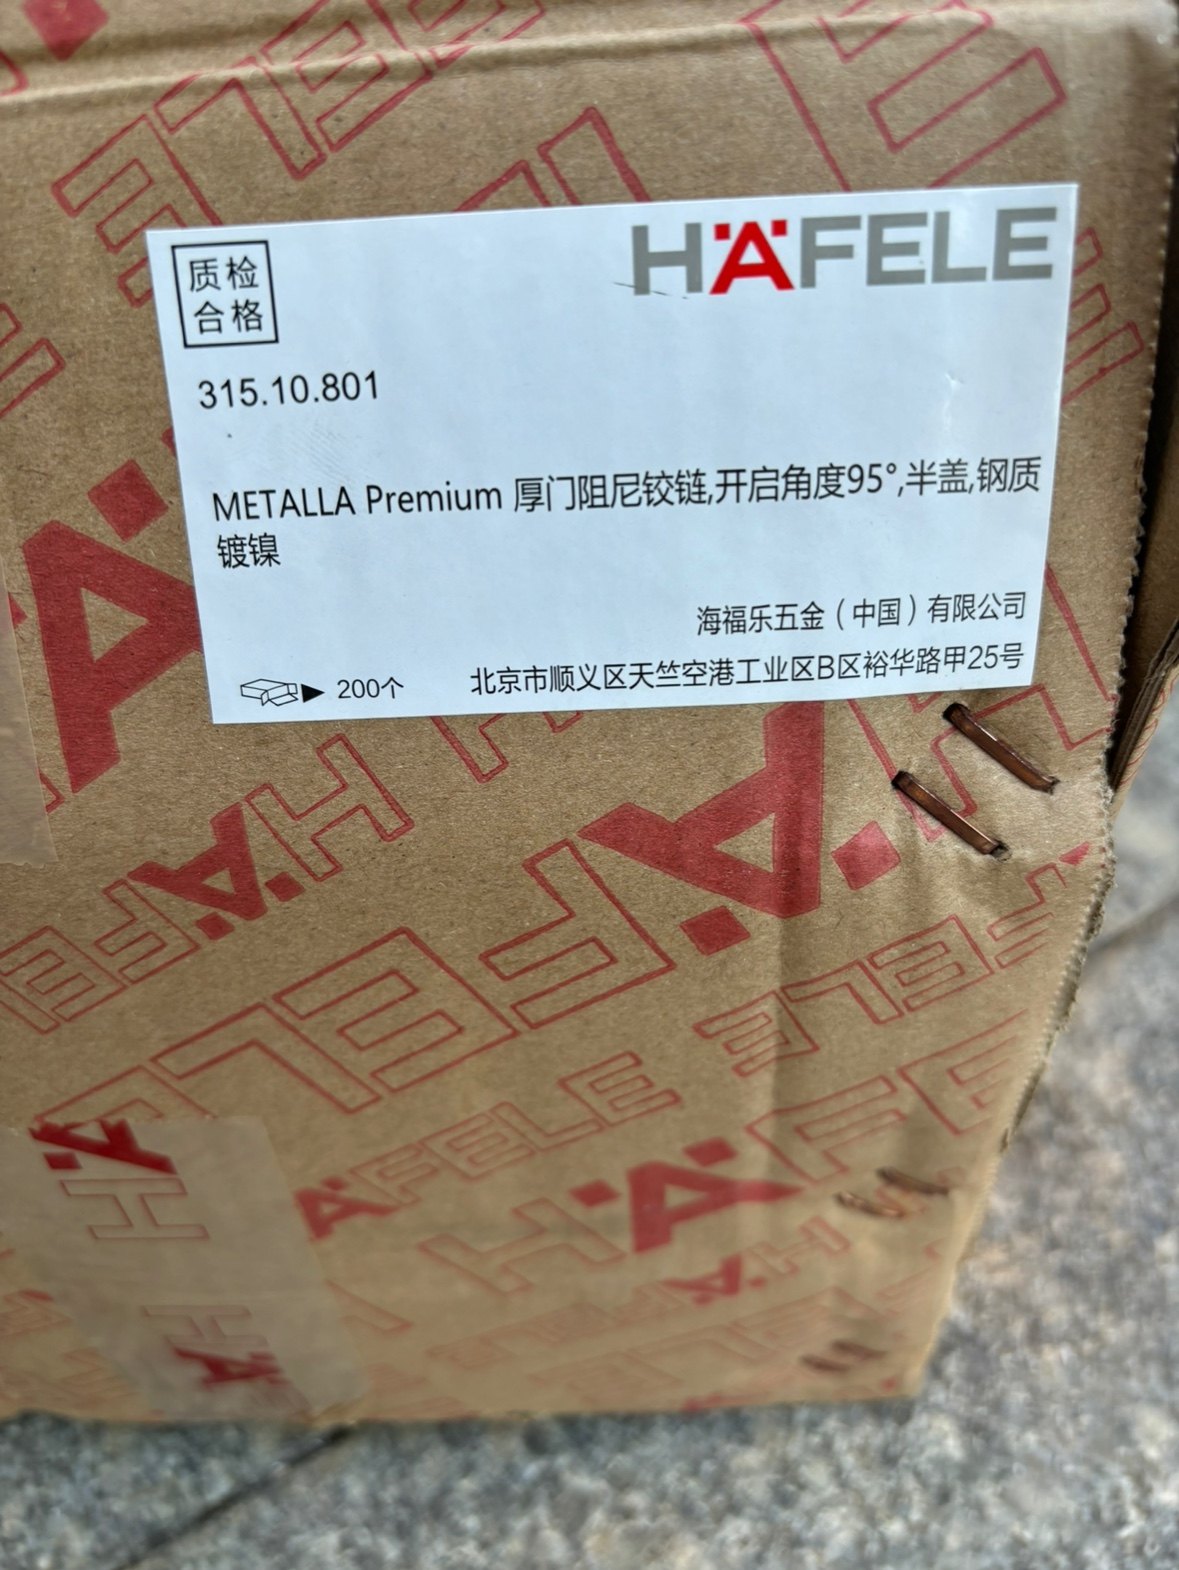 HÄFELE
质检
合格
315.10.801
METALLA Premium 厚门阻尼铰链,开启角度95°,半盖,钢质
镀镍
海福乐五金（中国）有限公司
200个
北京市顺义区天竺空港工业区B区裕华路甲25号
HÄFELE
HÄFELE
HÄFELE